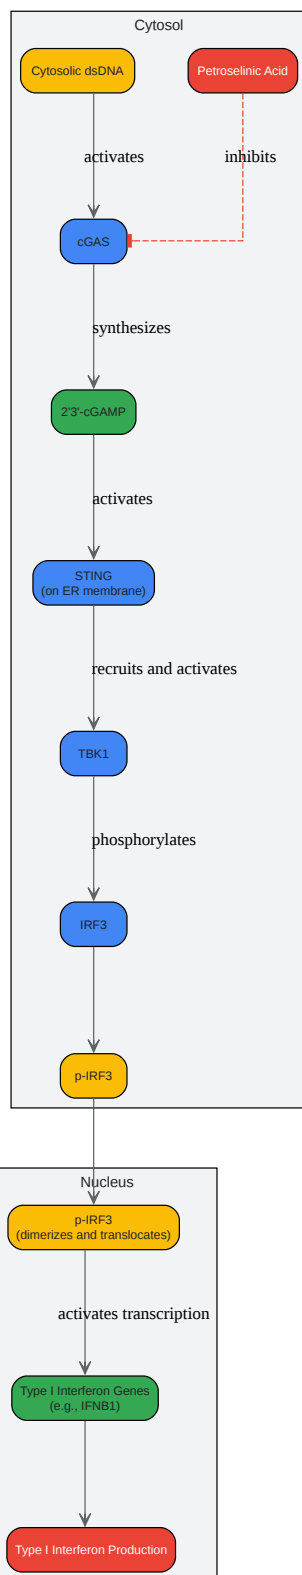 Cytosol
Cytosolic dsDNA
Petroselinic Acid
activates
inhibits
cGAS
synthesizes
2'3'-cGAMP
activates
STING
(on ER membrane)
recruits and activates
TBK1
phosphorylates
IRF3
p-IRF3
Nucleus
p-IRF3
(dimerizes and translocates)
activates transcription
Type I Interferon Genes
(e.g., IFNB1)
Type I Interferon Production